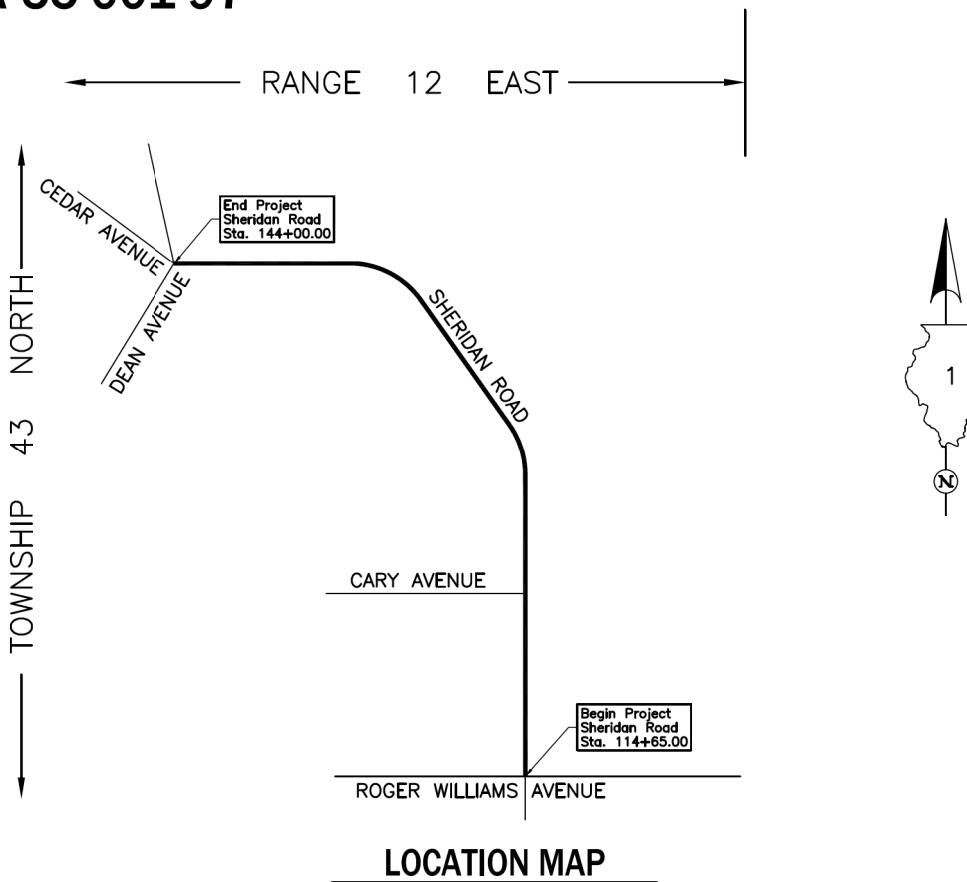 RANGE 12 EAST
CEDAR AVENUE
End Project
Sheridan Road
Sta. 144+00.00
DEAN AVENUE
SHERIDAN ROAD
TOWNSHIP 43 NORTH
1
N
CARY AVENUE
Begin Project
Sheridan Road
Sta. 114+65.00
ROGER WILLIAMS AVENUE
LOCATION MAP